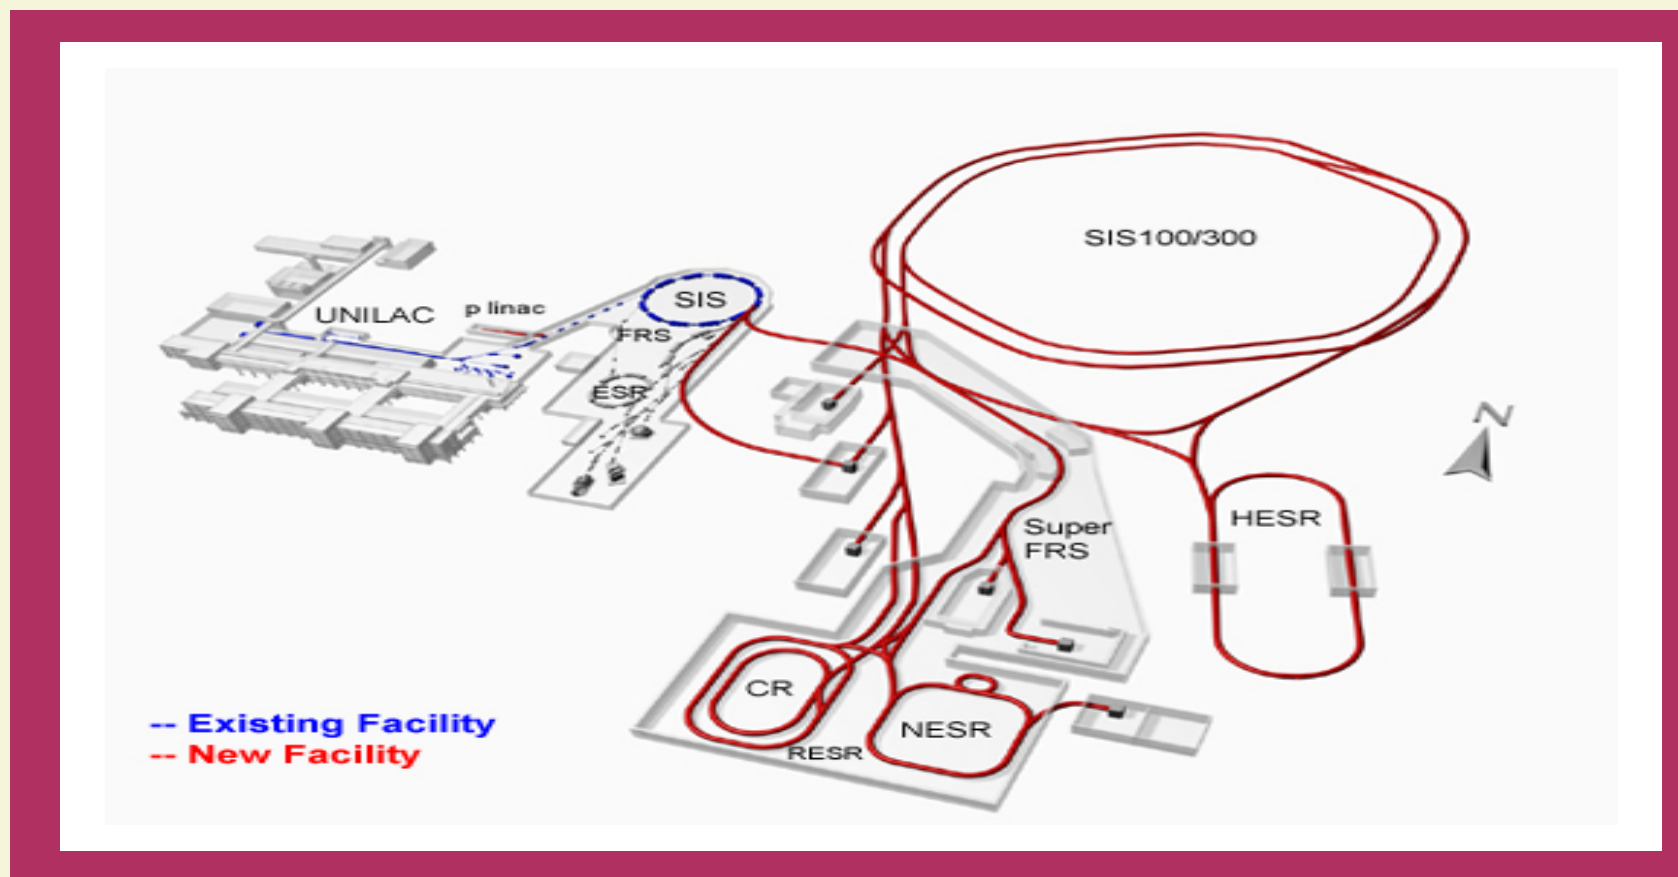 SIS100/300
UNILAC
p linac
SIS
FRS
ESR
N
Super
FRS
HESR
CR
NESR
RESR
-- Existing Facility
-- New Facility